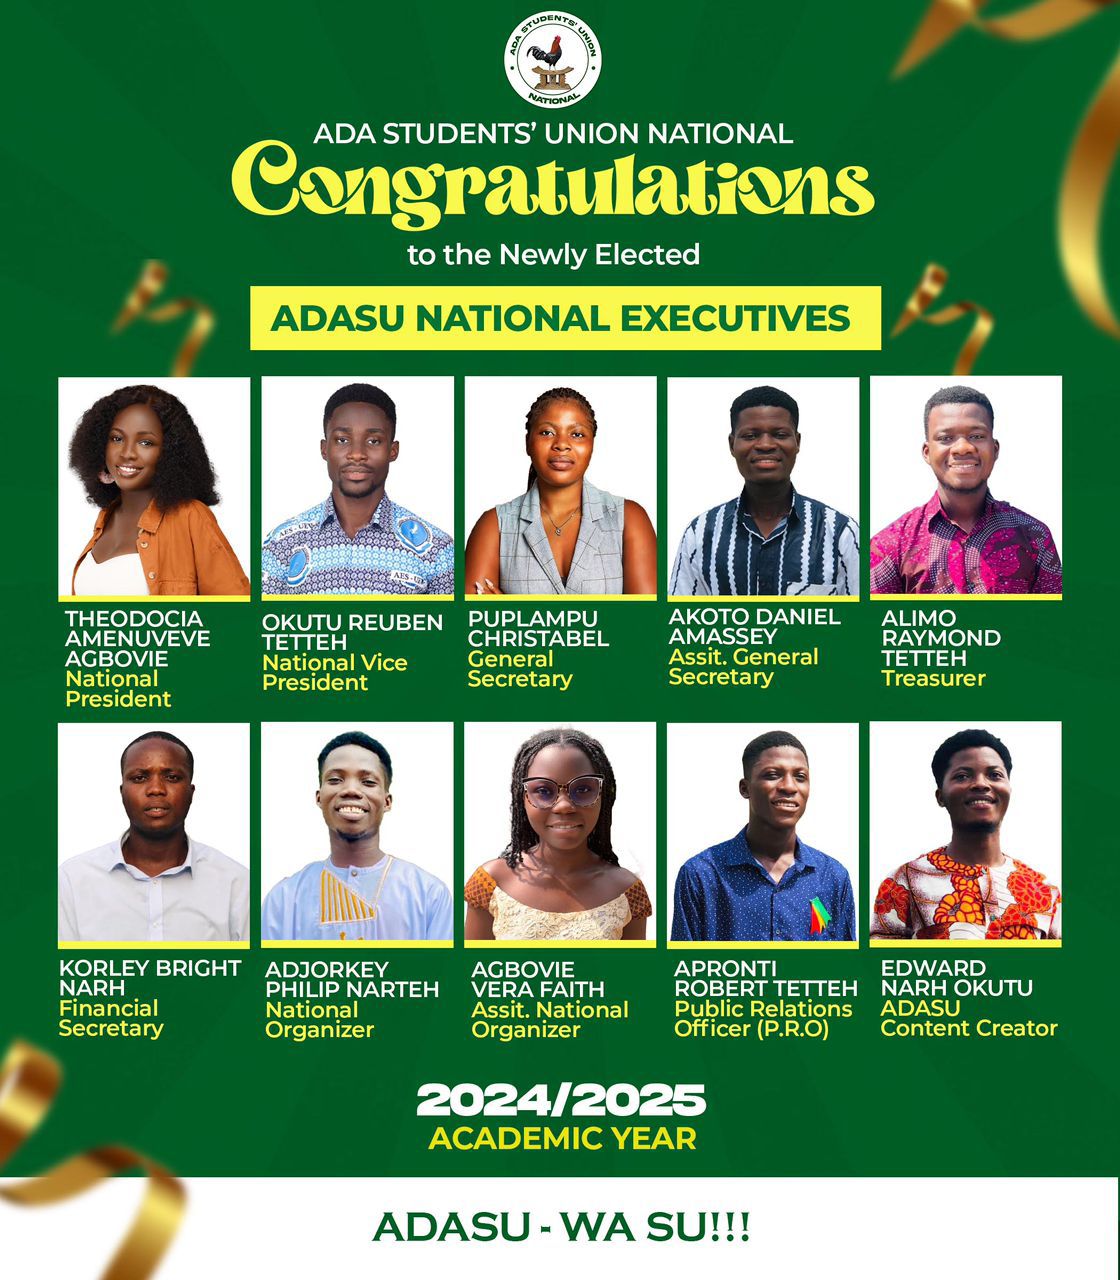 ADA STUDENTS' UNION
NATIONAL
ADA STUDENTS' UNION NATIONAL
Congratulations
to the Newly Elected
ADASU NATIONAL EXECUTIVES
AES - UEW
AES - UEW
THEODOCIA
AMENUVEVE
AGBOVIE
National
President
OKUTU REUBEN
TETTEH
National Vice
President
PUPLAMPU
CHRISTABEL
General
Secretary
AKOTO DANIEL
AMASSEY
Assit. General
Secretary
ALIMO
RAYMOND
TETTEH
Treasurer
KORLEY BRIGHT
NARH
Financial
Secretary
ADJORKEY
PHILIP NARTEH
National
Organizer
AGBOVIE
VERA FAITH
Assit. National
Organizer
APRONTI
ROBERT TETTEH
Public Relations
Officer (P.R.O)
EDWARD
NARH OKUTU
ADASU
Content Creator
2024/2025
ACADEMIC YEAR
ADASU - WA SU!!!